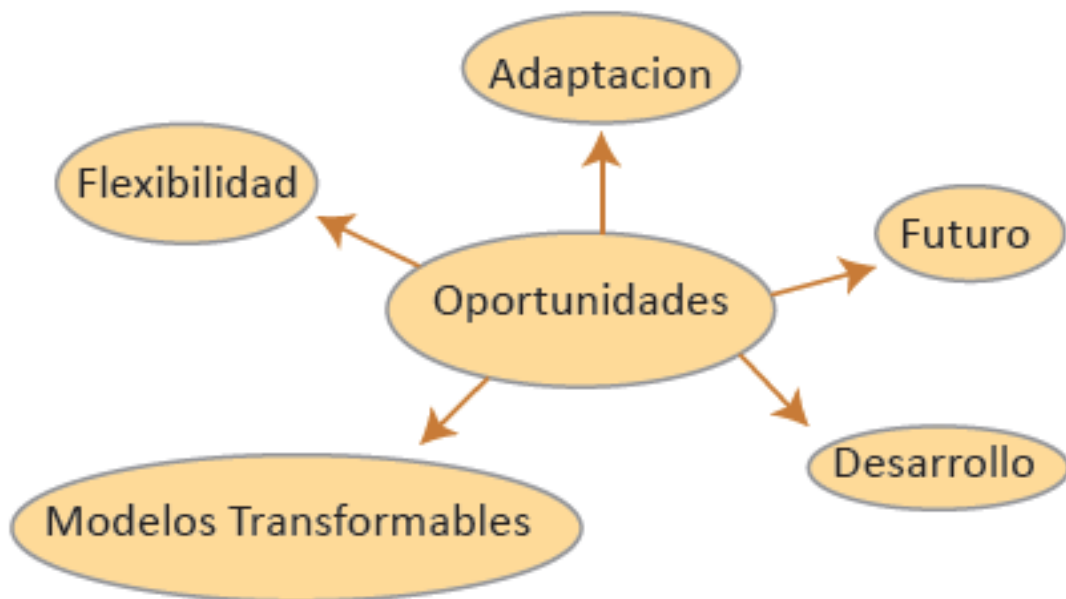 Adaptacion
Flexibilidad
Futuro
Oportunidades
Desarrollo
Modelos Transformables